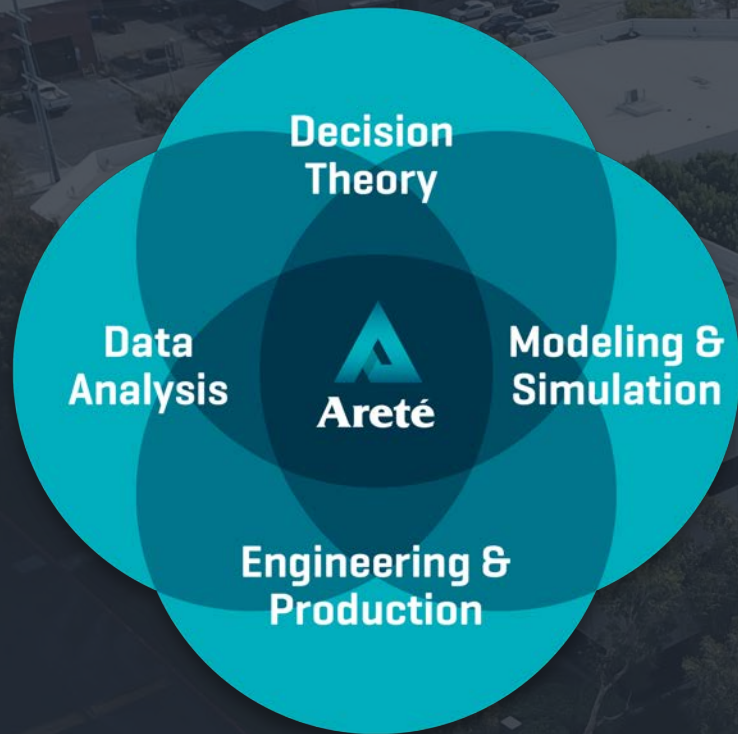 Decision
Theory
Data
Analysis
Modeling &
Simulation
Areté
Engineering &
Production